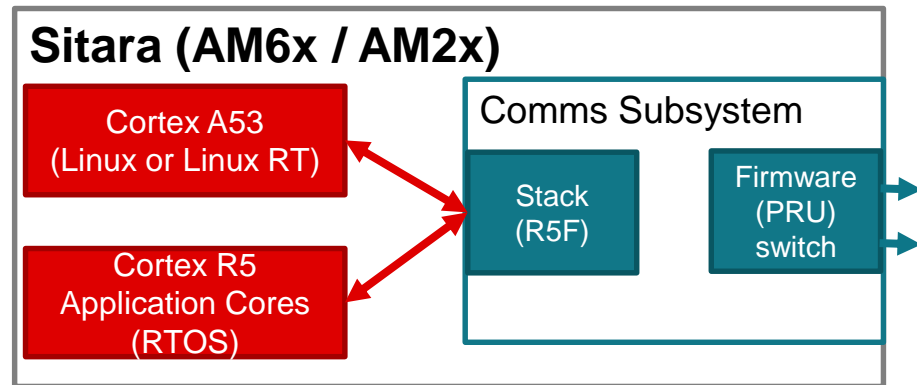 Sitara (AM6x / AM2x)
Cortex A53
(Linux or Linux RT)
Cortex R5
Application Cores
(RTOS)
Comms Subsystem
Stack
(R5F)
Firmware
(PRU)
switch